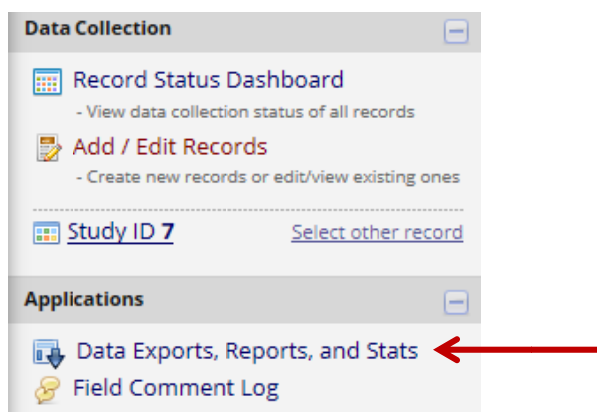 Data Collection
Record Status Dashboard
- View data collection status of all records
Add / Edit Records
- Create new records or edit/view existing ones
Study ID 7 Select other record
Applications
Data Exports, Reports, and Stats
Field Comment Log